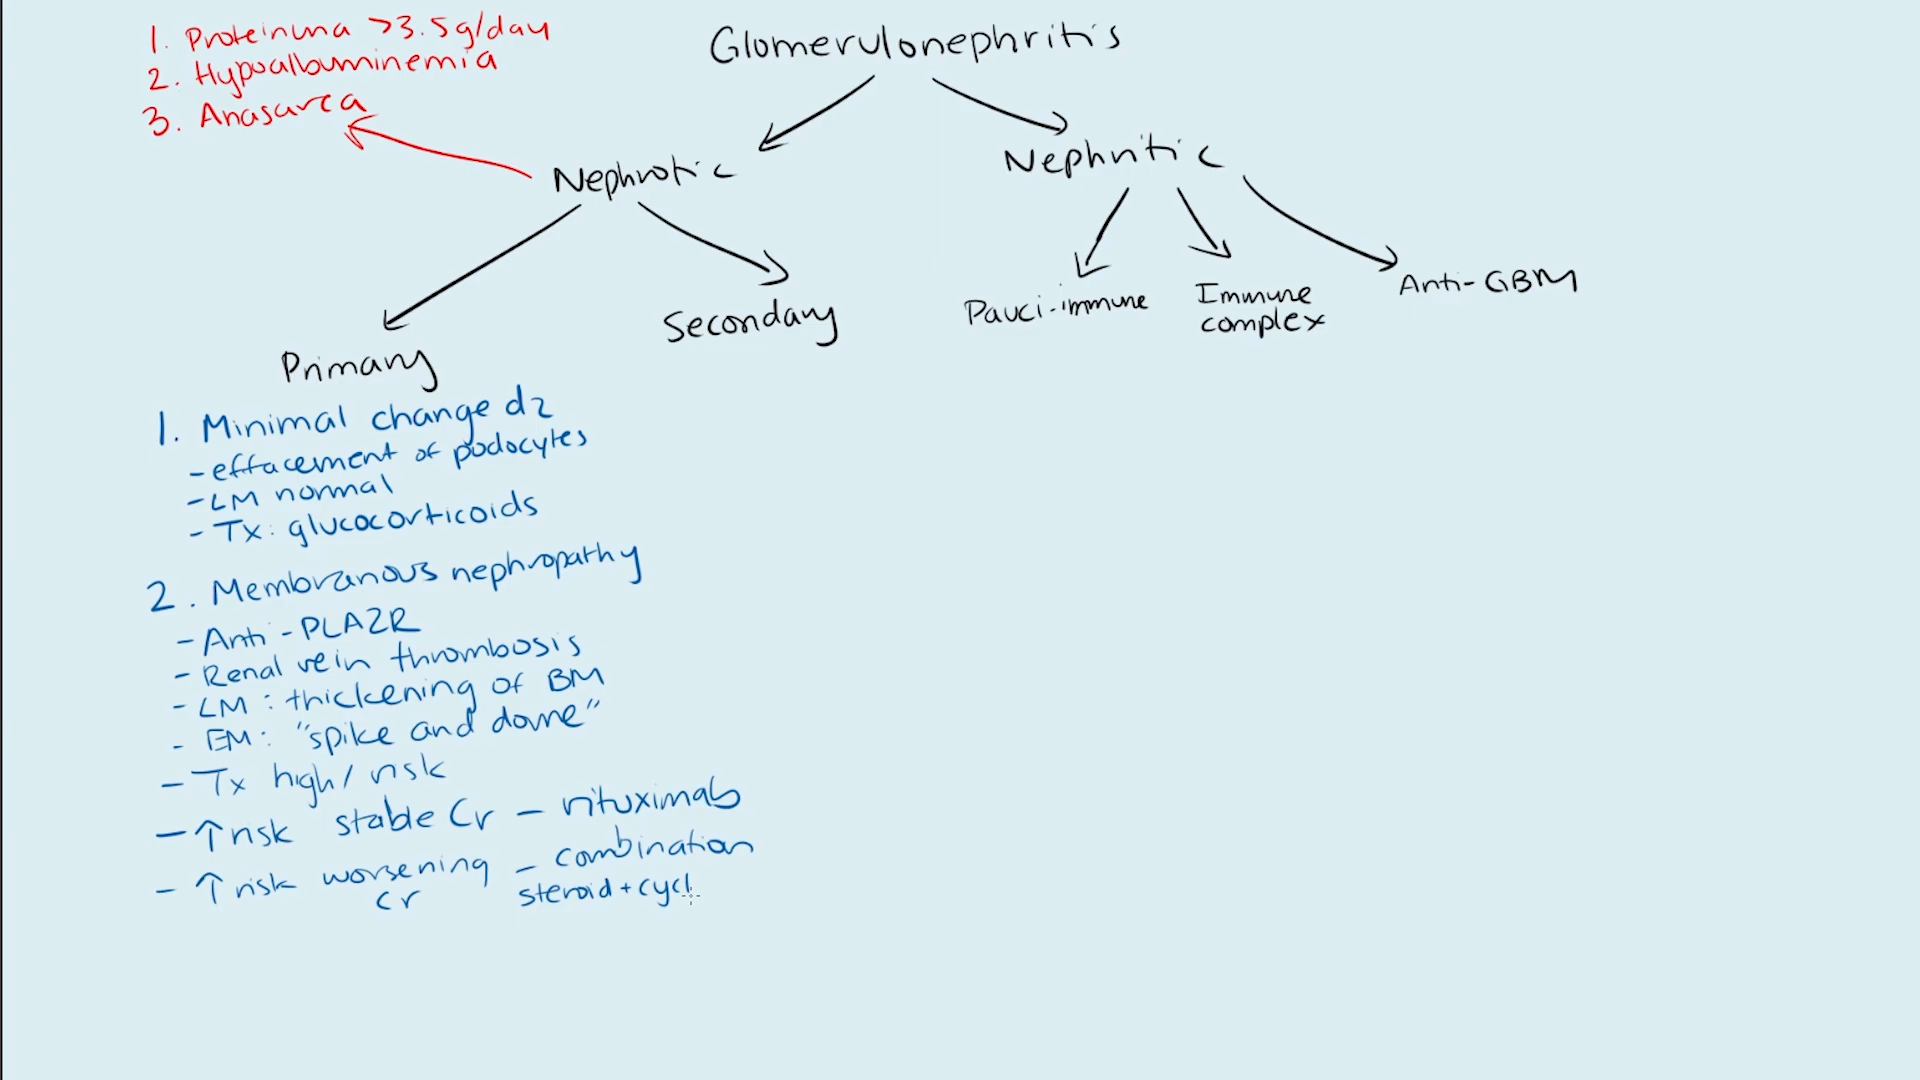 1. Proteinuria >3.5g/day
2. Hypoalbuminemia
3. Anasarca
Glomerulonephritis
Nephrotic
Nephritic
Primary
Secondary
Pauci-immune
Immune
complex
Anti-GBM
1. Minimal change dz
- effacement of podocytes
- LM normal
- Tx: glucocorticoids
2. Membranous nephropathy
- Anti-PLA2R
- Renal vein thrombosis
- LM: thickening of BM
- EM: "spike and dome"
- Tx high/ risk
- ↑risk stable Cr - rituximab
- ↑risk worsening - combination
Cr steroid + cycl